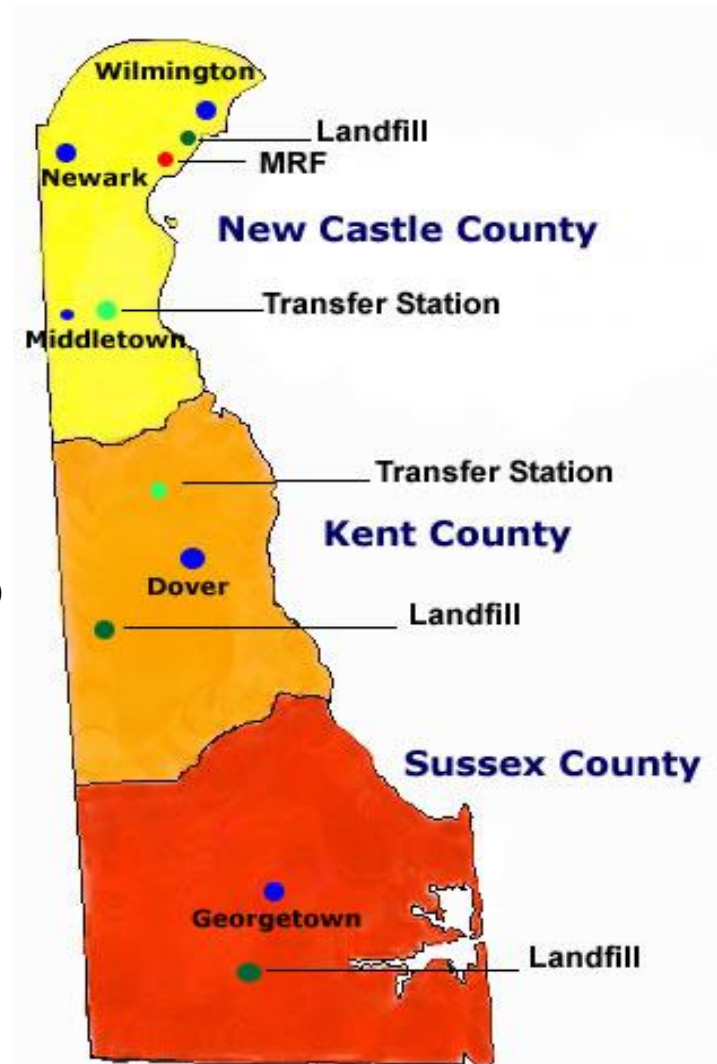 Wilmington
Landfill
MRF
Newark
New Castle County
Transfer Station
Middletown
Transfer Station
Kent County
Dover
Landfill
Sussex County
Georgetown
Landfill